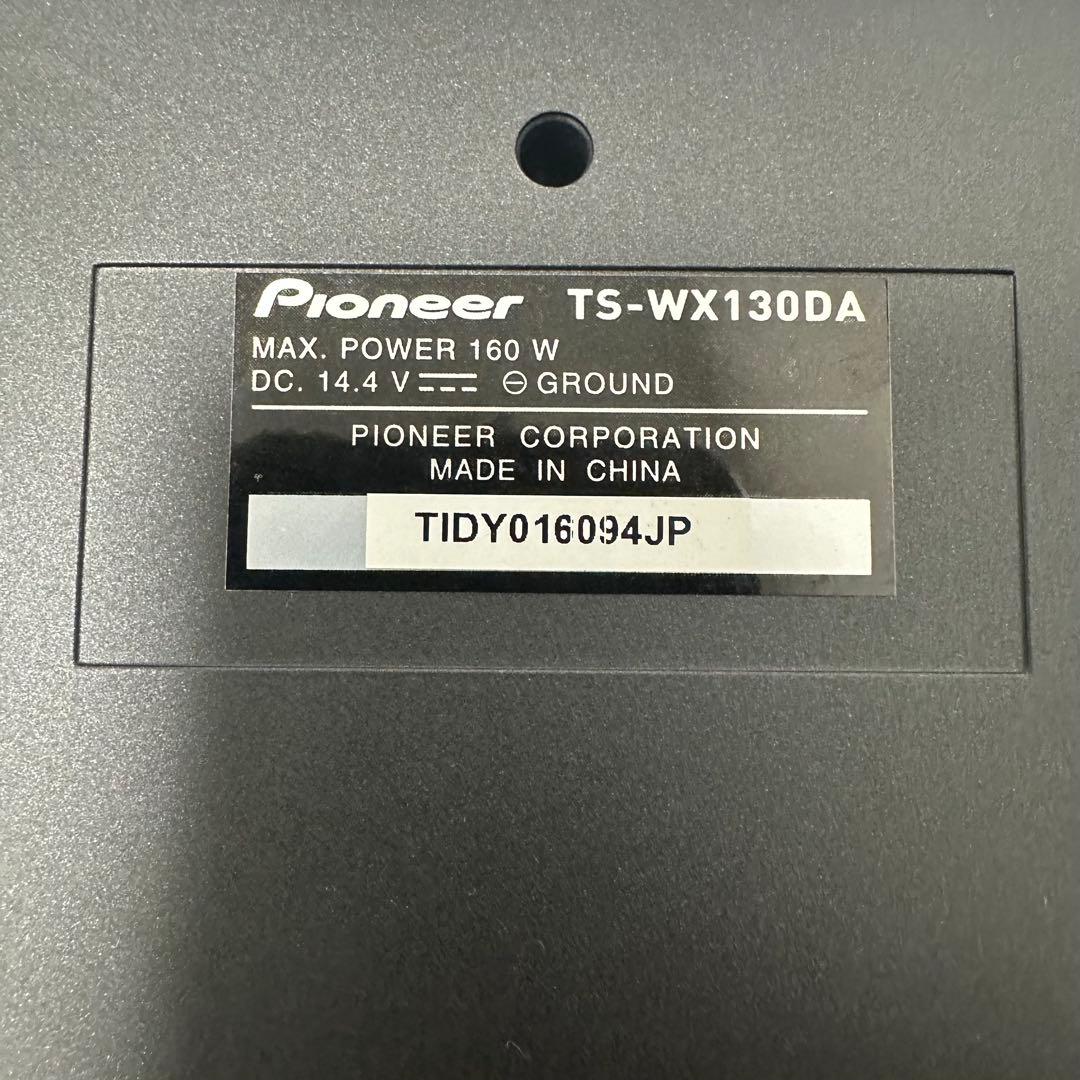 Pioneer TS-WX130DA
MAX. POWER 160 W
DC. 14.4 V ⎓ ⊖ GROUND
PIONEER CORPORATION
MADE IN CHINA
TIDY016094JP